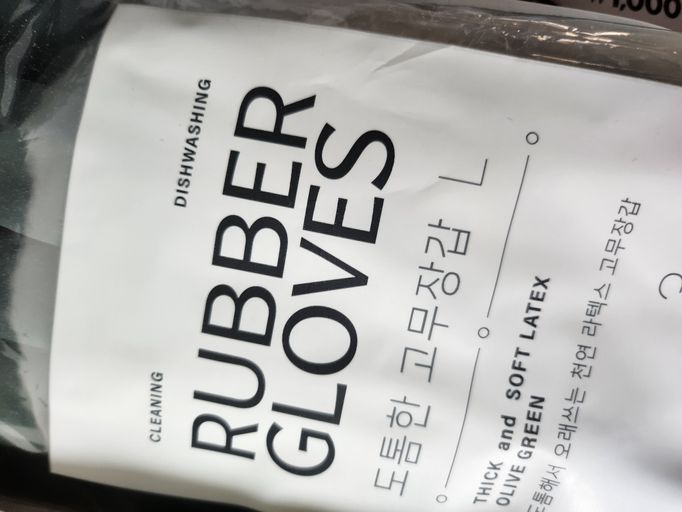 CLEANING
DISHWASHING
RUBBER
GLOVES
도톰한 고무장갑 L
THICK and SOFT LATEX
OLIVE GREEN
도톰해서 오래쓰는 천연 라텍스 고무장갑